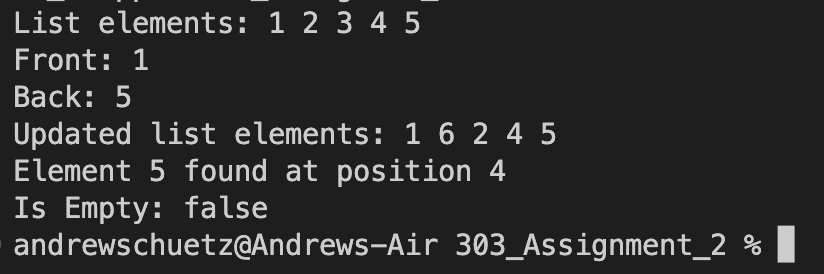 List elements: 1 2 3 4 5
Front: 1
Back: 5
Updated list elements: 1 6 2 4 5
Element 5 found at position 4
Is Empty: false
andrewschuetz@Andrews-Air 303_Assignment_2 %